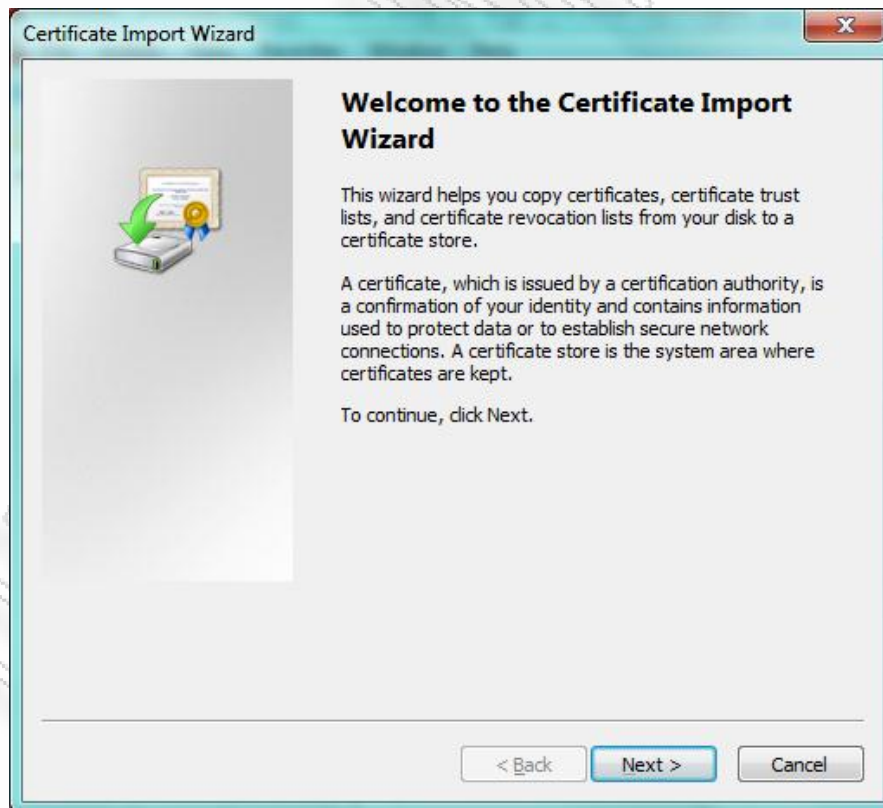 Certificate Import Wizard
Welcome to the Certificate Import
Wizard
This wizard helps you copy certificates, certificate trust
lists, and certificate revocation lists from your disk to a
certificate store.
A certificate, which is issued by a certification authority, is
a confirmation of your identity and contains information
used to protect data or to establish secure network
connections. A certificate store is the system area where
certificates are kept.
To continue, click Next.
< Back Next > Cancel